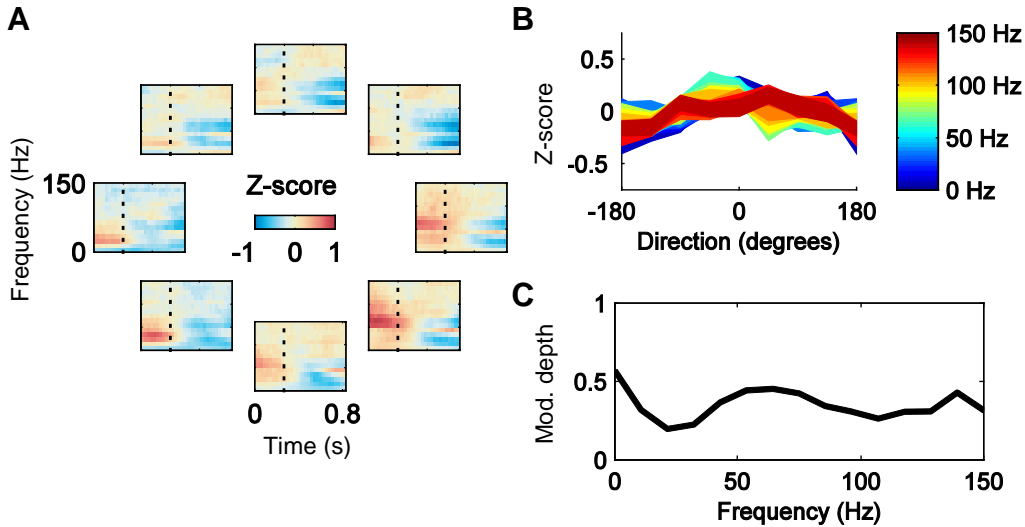 A
Frequency (Hz)
150
0
Z-score
-1 0 1
0 0.8
Time (s)
B
Z-score
0.5
0
-0.5
-180 0 180
Direction (degrees)
150 Hz
100 Hz
50 Hz
0 Hz
C
Mod. depth
1
0.5
0
0 50 100 150
Frequency (Hz)